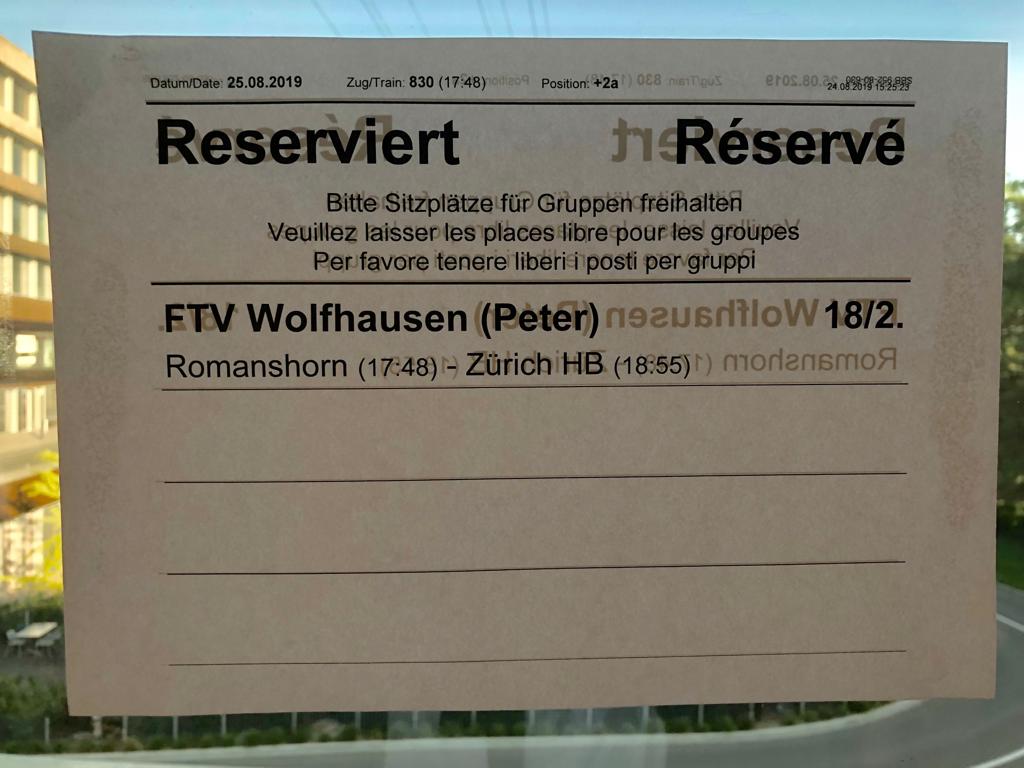 Datum/Date: 25.08.2019 Zug/Train: 830 (17:48) Position: +2a
24.08.2019 15:25:23
Reserviert Réservé
Bitte Sitzplätze für Gruppen freihalten
Veuillez laisser les places libre pour les groupes
Per favore tenere liberi i posti per gruppi
FTV Wolfhausen (Peter) 18/2.
Romanshorn (17:48) - Zürich HB (18:55)